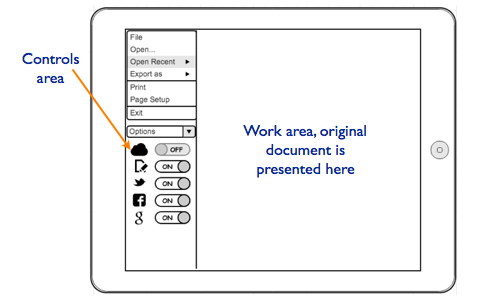 Controls
area
File
Open...
Open Recent
Export as
Print
Page Setup
Exit
Options
OFF
ON
ON
ON
ON
Work area, original
document is
presented here